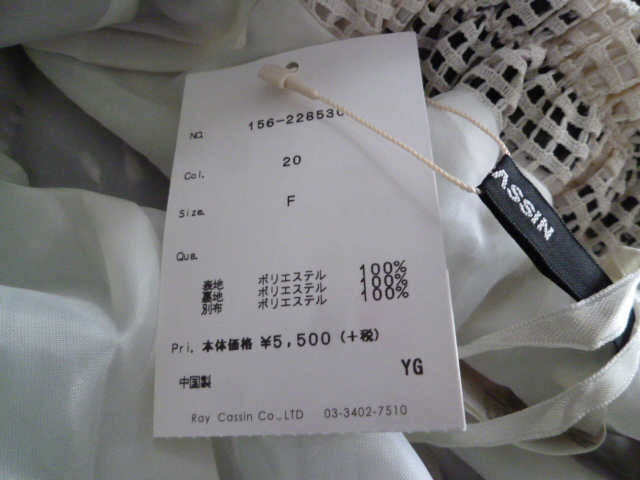 NO. 156-228530
Col. 20
Size. F
Qua.
表地 ポリエステル 100%
裏地 ポリエステル 100%
別布 ポリエステル 100%
Pri. 本体価格 ¥5,500 (+税)
YG
中国製
Ray Cassin Co., LTD 03-3402-7510
ASSIN